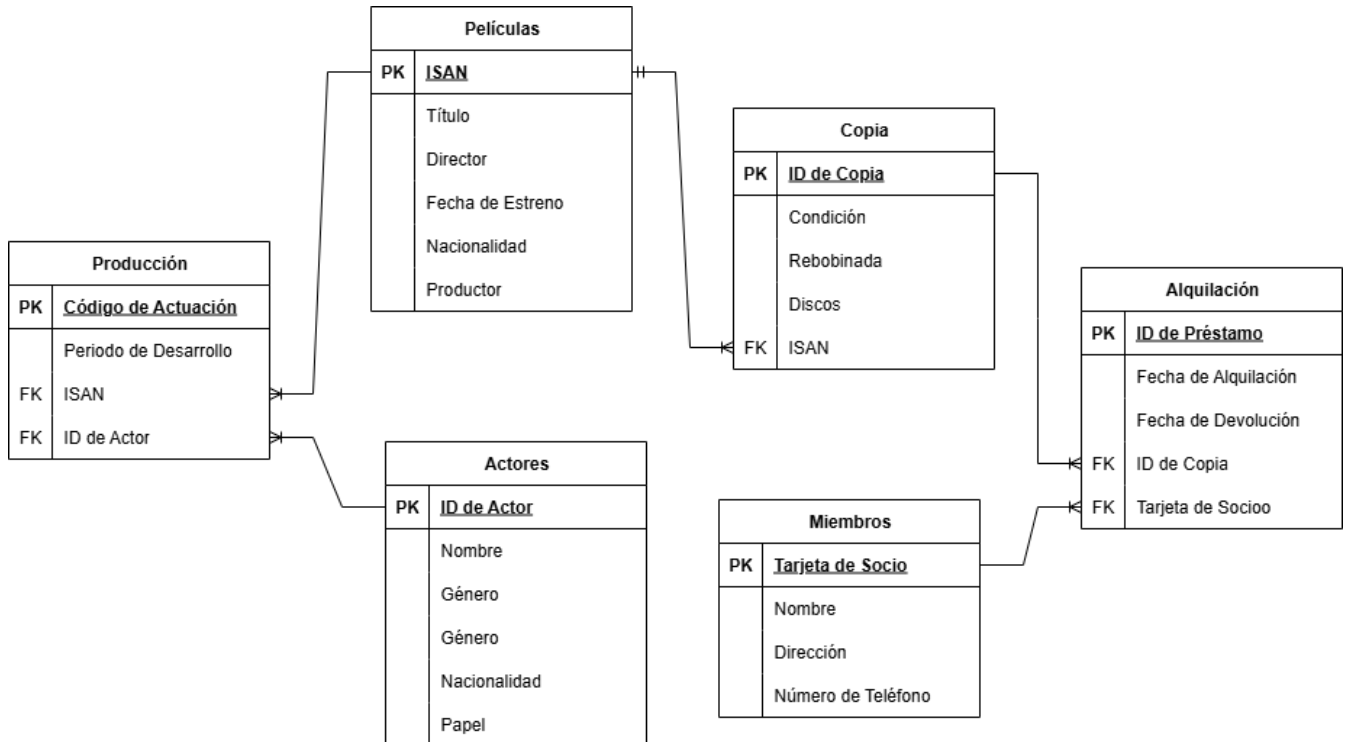 Películas
PK ISAN
Título
Director
Fecha de Estreno
Nacionalidad
Productor
Copia
PK ID de Copia
Condición
Rebobinada
Discos
FK ISAN
Producción
PK Código de Actuación
Periodo de Desarrollo
FK ISAN
FK ID de Actor
Alquilación
PK ID de Préstamo
Fecha de Alquilación
Fecha de Devolución
FK ID de Copia
FK Tarjeta de Socioo
Actores
PK ID de Actor
Nombre
Género
Género
Nacionalidad
Papel
Miembros
PK Tarjeta de Socio
Nombre
Dirección
Número de Teléfono